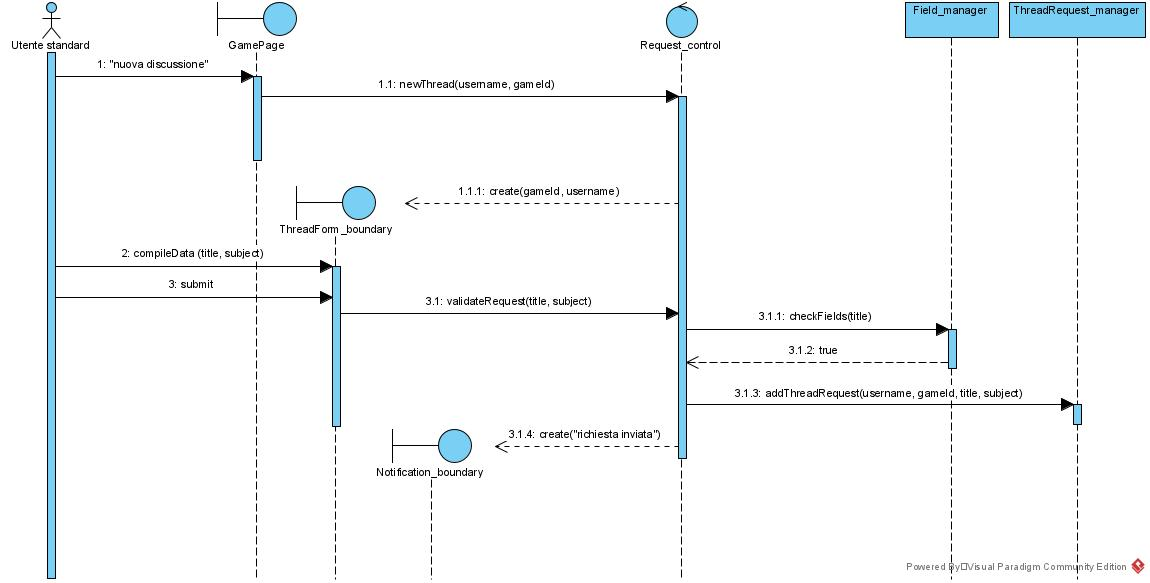 Utente standard
GamePage
Request_control
Field_manager
ThreadRequest_manager
1: "nuova discussione"
1.1: newThread(username, gameId)
1.1.1: create(gameId, username)
ThreadForm_boundary
2: compileData (title, subject)
3: submit
3.1: validateRequest(title, subject)
3.1.1: checkFields(title)
3.1.2: true
3.1.3: addThreadRequest(username, gameId, title, subject)
3.1.4: create("richiesta inviata")
Notification_boundary
Powered By Visual Paradigm Community Edition